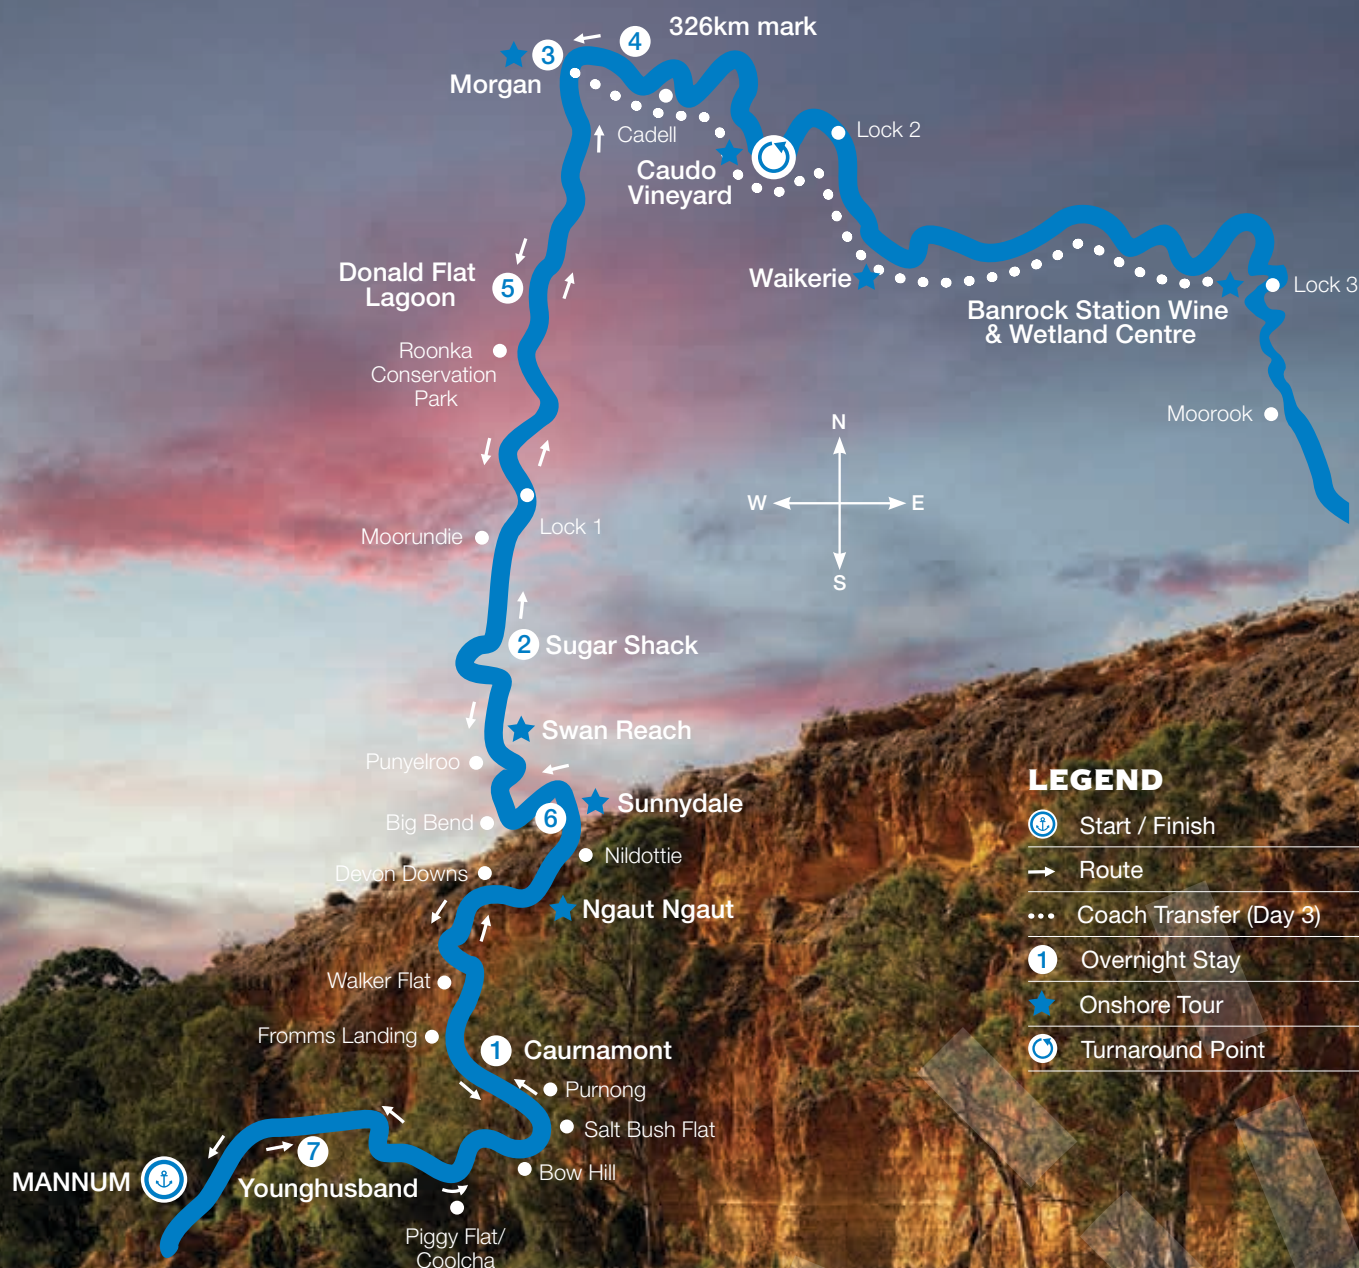 326km mark
4
3
Morgan
Cadell
Lock 2
Caudo
Vineyard
Donald Flat
Lagoon
5
Waikerie
Lock 3
Banrock Station Wine
& Wetland Centre
Roonka
Conservation
Park
Moorook
N
W
E
S
Lock 1
Moorundie
2
Sugar Shack
Swan Reach
Punyelroo
Sunnydale
6
Big Bend
Nildottie
Devon Downs
Ngaut Ngaut
Walker Flat
Fromms Landing
1
Caurnamont
Purnong
Salt Bush Flat
Bow Hill
7
MANNUM
Younghusband
Piggy Flat/
Coolcha
LEGEND
Start / Finish
Route
Coach Transfer (Day 3)
1 Overnight Stay
Onshore Tour
Turnaround Point